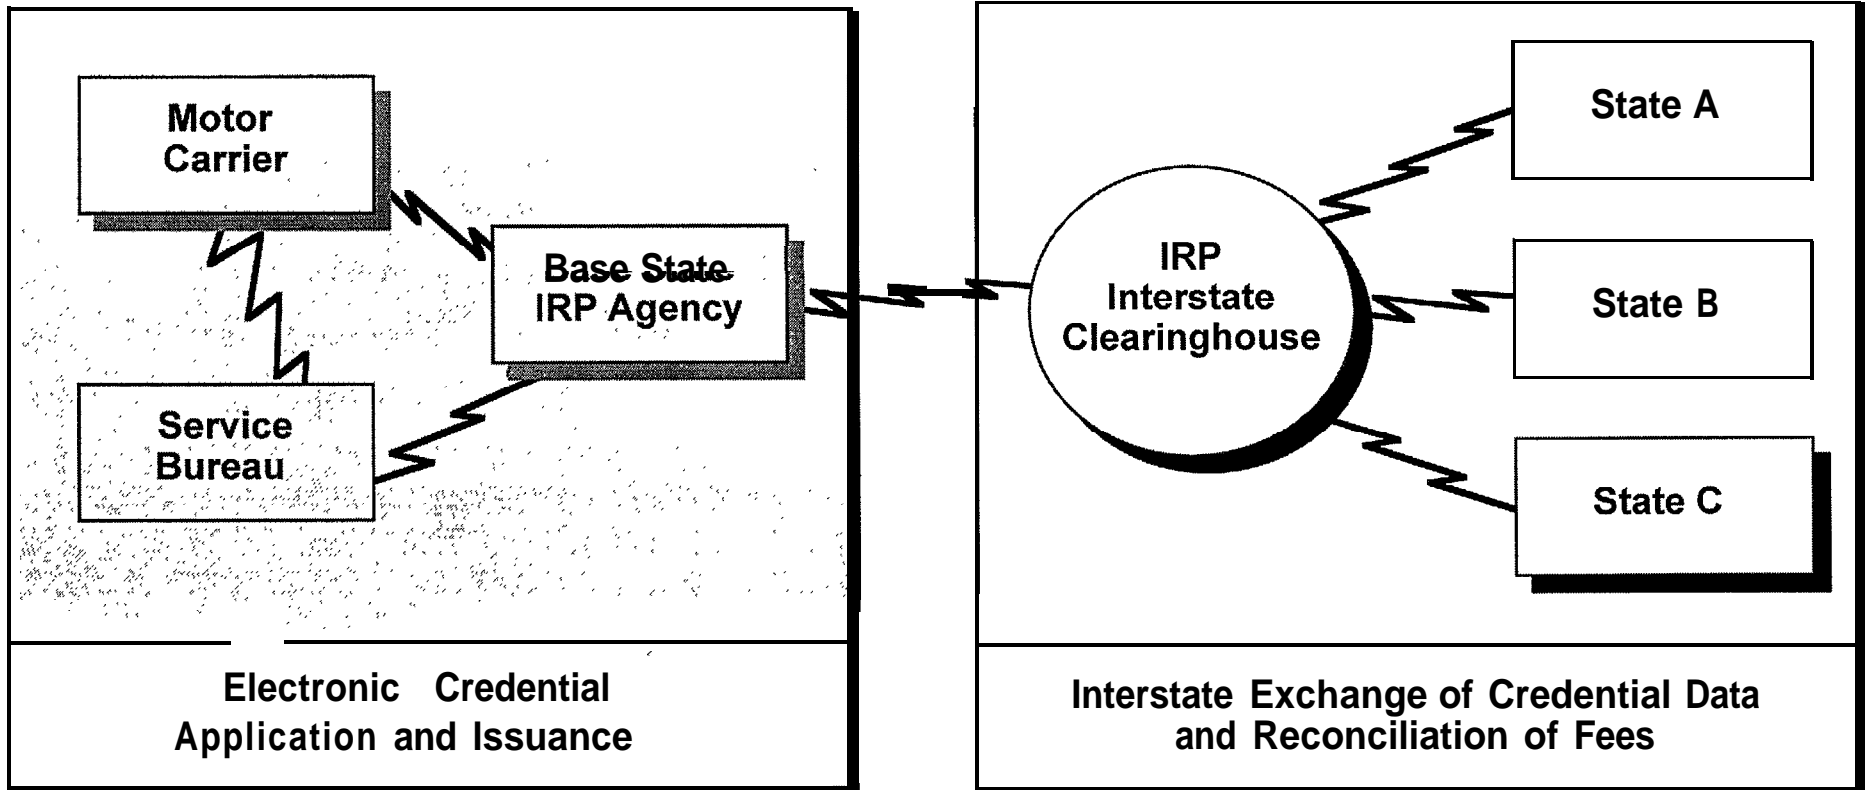 Motor
Carrier
Base State
IRP Agency
Service
Bureau
Electronic Credential
Application and Issuance
IRP
Interstate
Clearinghouse
State A
State B
State C
Interstate Exchange of Credential Data
and Reconciliation of Fees